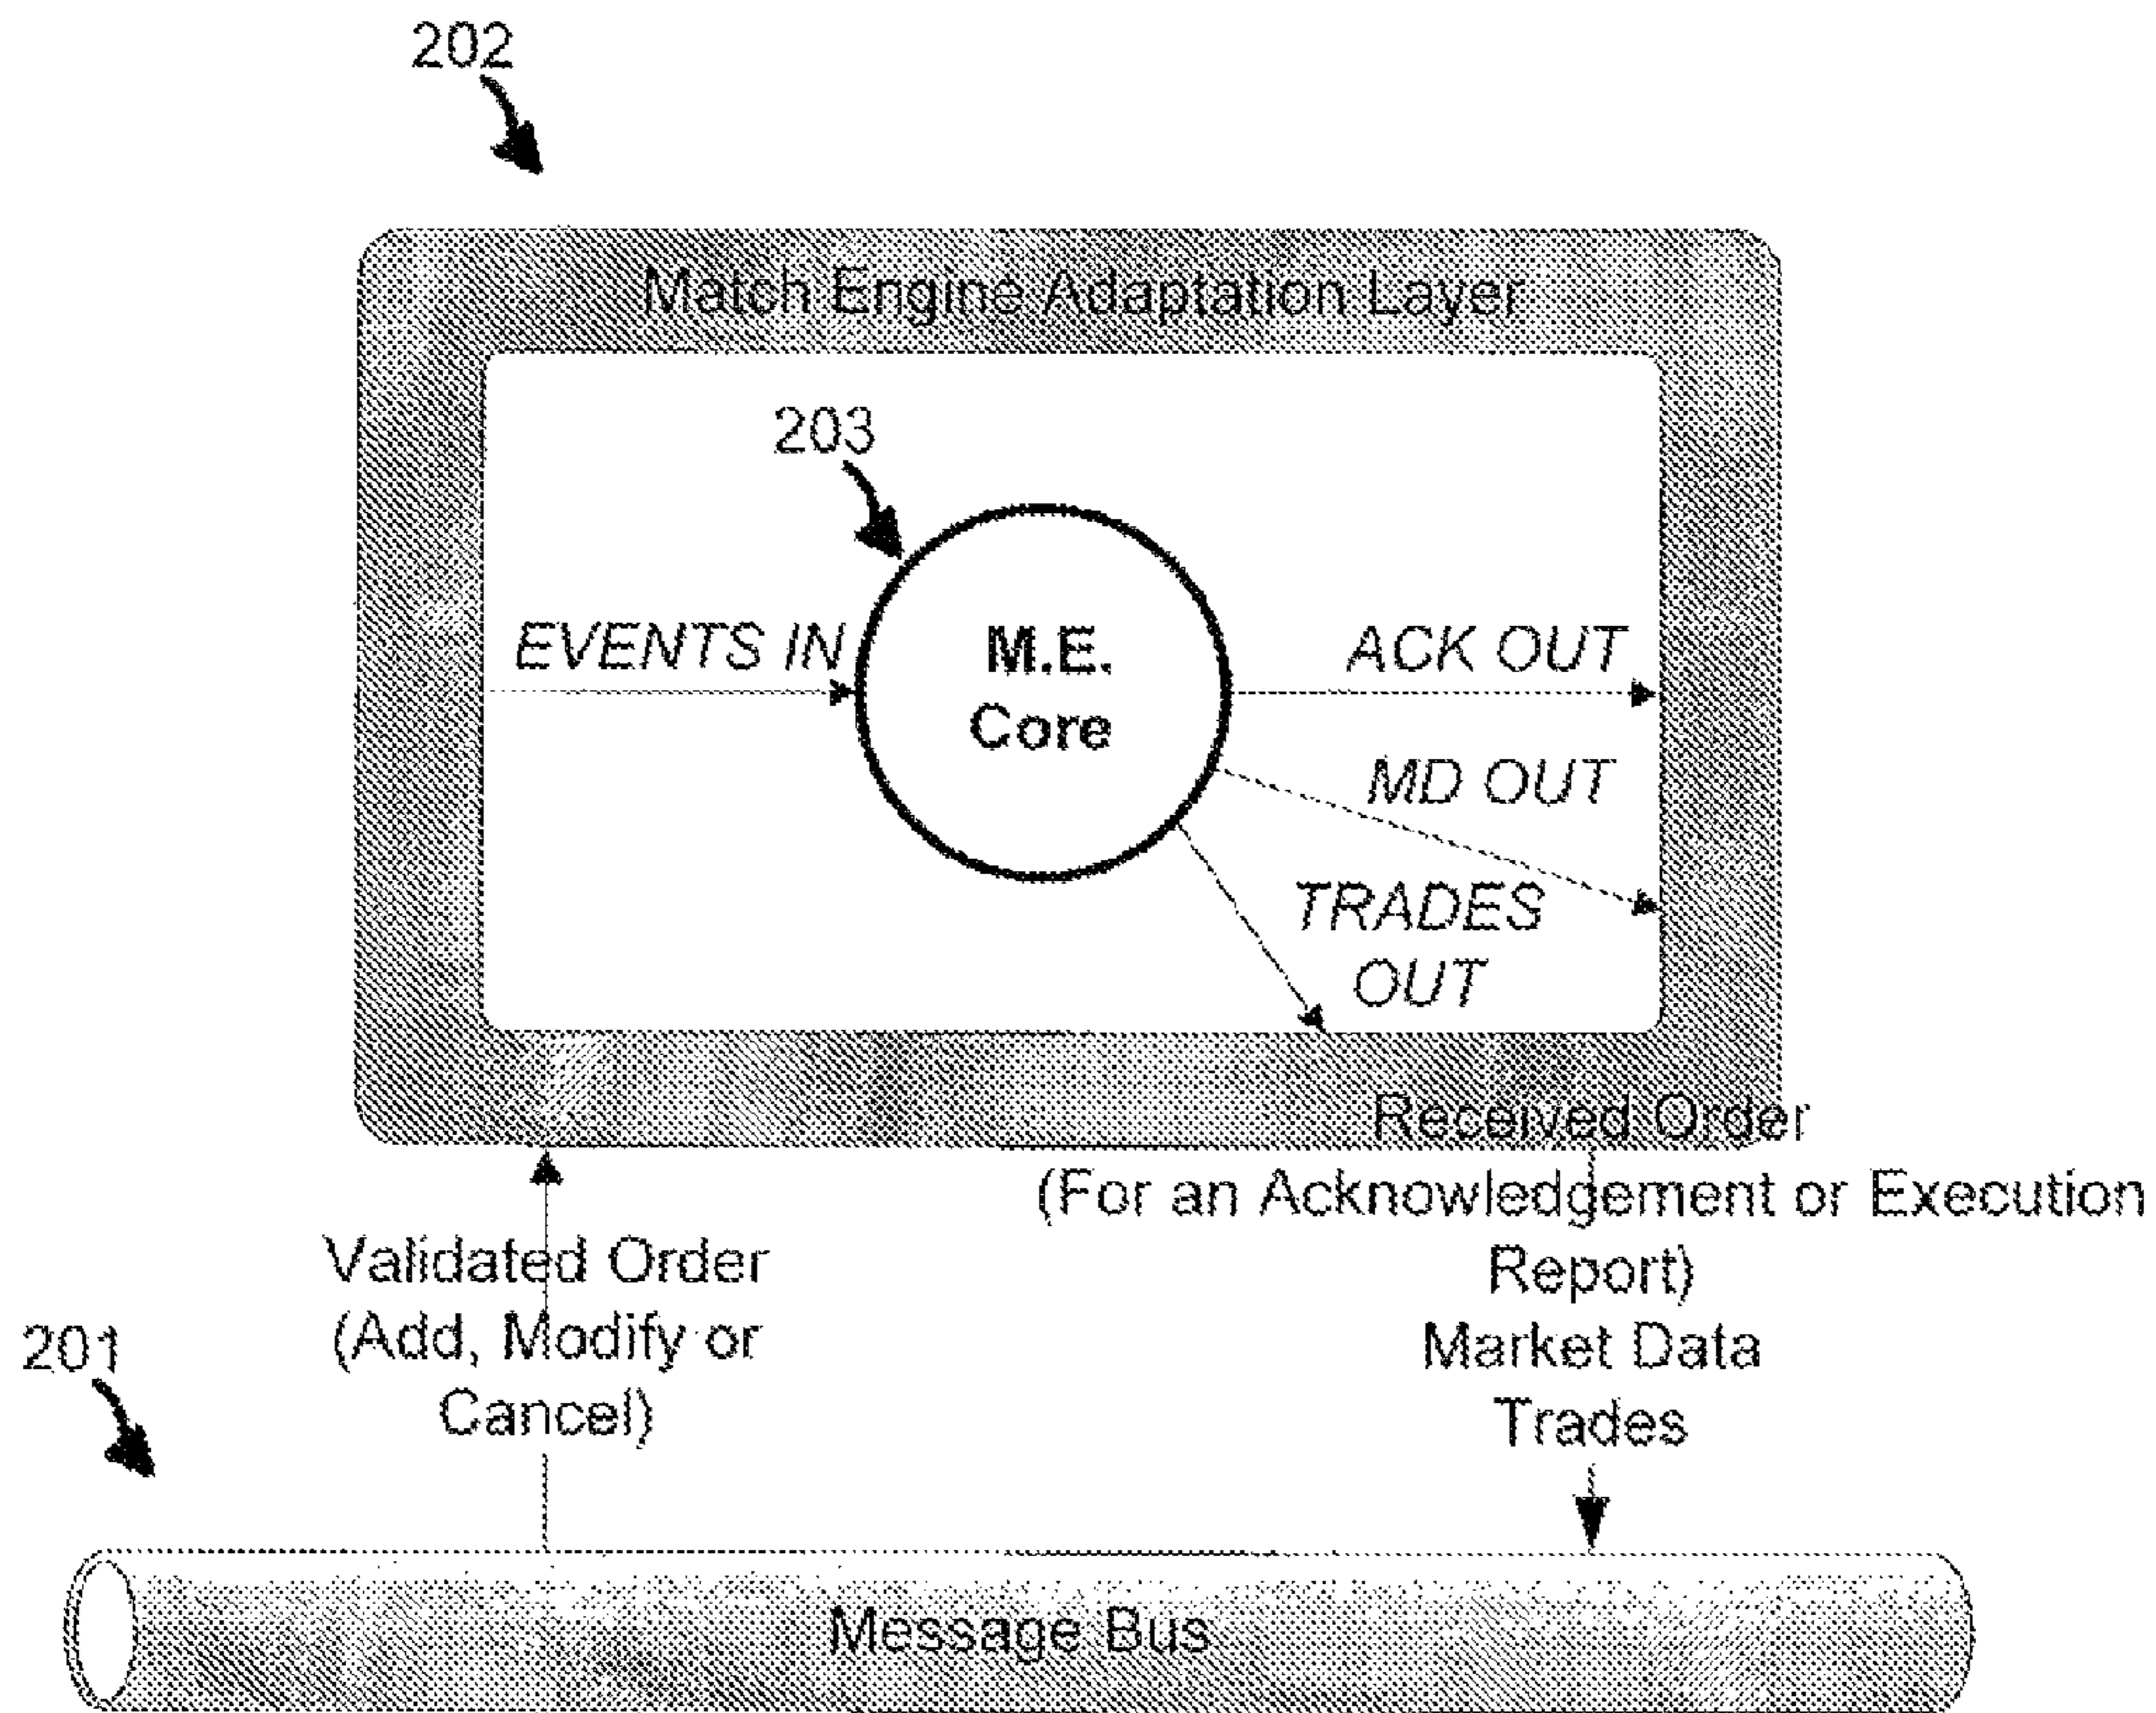 202
Match Engine Adaptation Layer
203
EVENTS IN
M.E.
Core
ACK OUT
MD OUT
TRADES
OUT
Received Order
(For an Acknowledgement or Execution
Report)
Market Data
Trades
Validated Order
(Add, Modify or
Cancel)
201
Message Bus